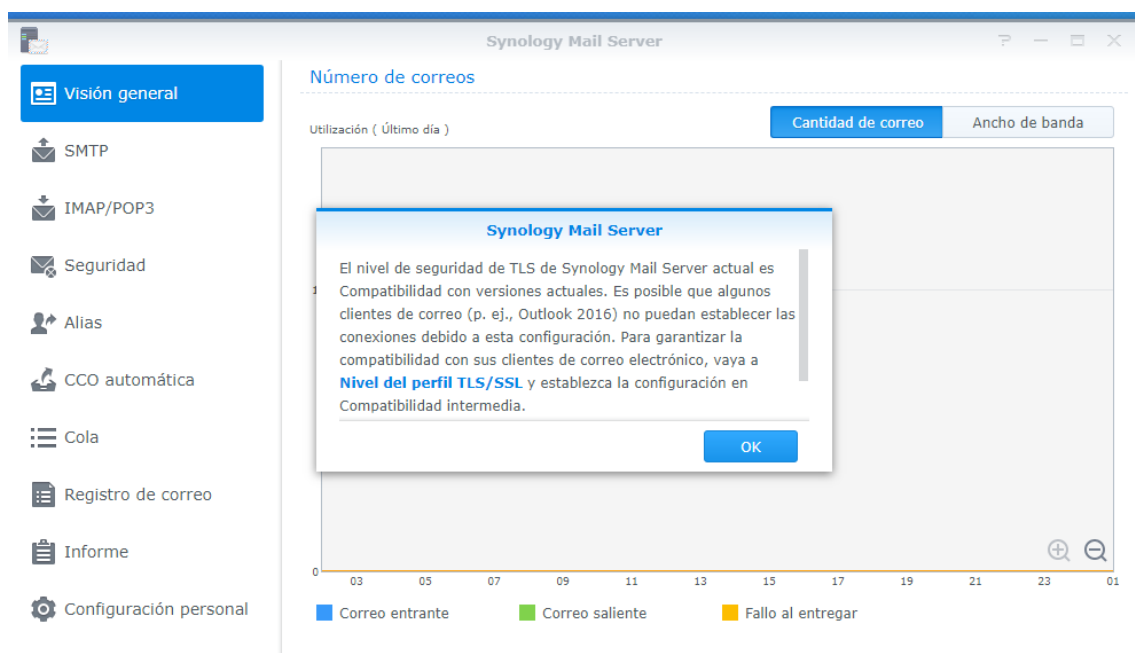 Synology Mail Server
Visión general
SMTP
IMAP/POP3
Seguridad
Alias
CCO automática
Cola
Registro de correo
Informe
Configuración personal
Número de correos
Utilización ( Último día )
Cantidad de correo
Ancho de banda
1
Synology Mail Server
El nivel de seguridad de TLS de Synology Mail Server actual es
Compatibilidad con versiones actuales. Es posible que algunos
clientes de correo (p. ej., Outlook 2016) no puedan establecer las
conexiones debido a esta configuración. Para garantizar la
compatibilidad con sus clientes de correo electrónico, vaya a
Nivel del perfil TLS/SSL y establezca la configuración en
Compatibilidad intermedia.
OK
0
03 05 07 09 11 13 15 17 19 21 23 01
Correo entrante Correo saliente Fallo al entregar